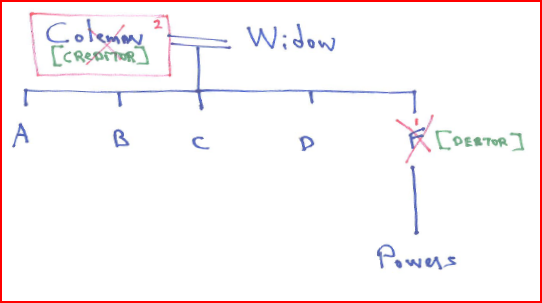 Coleman 2 Widow
[CREDITOR]
A B C D 1
F [DEBTOR]
Powers